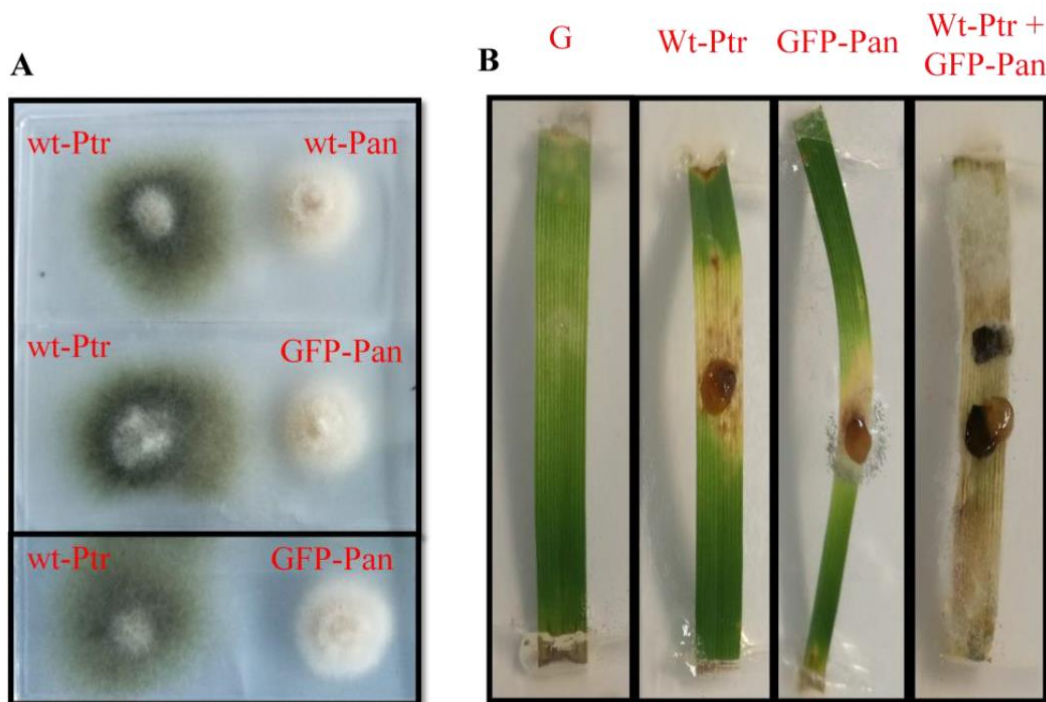 A
wt-Ptr wt-Pan
wt-Ptr GFP-Pan
wt-Ptr GFP-Pan
B
G
Wt-Ptr
GFP-Pan
Wt-Ptr +
GFP-Pan